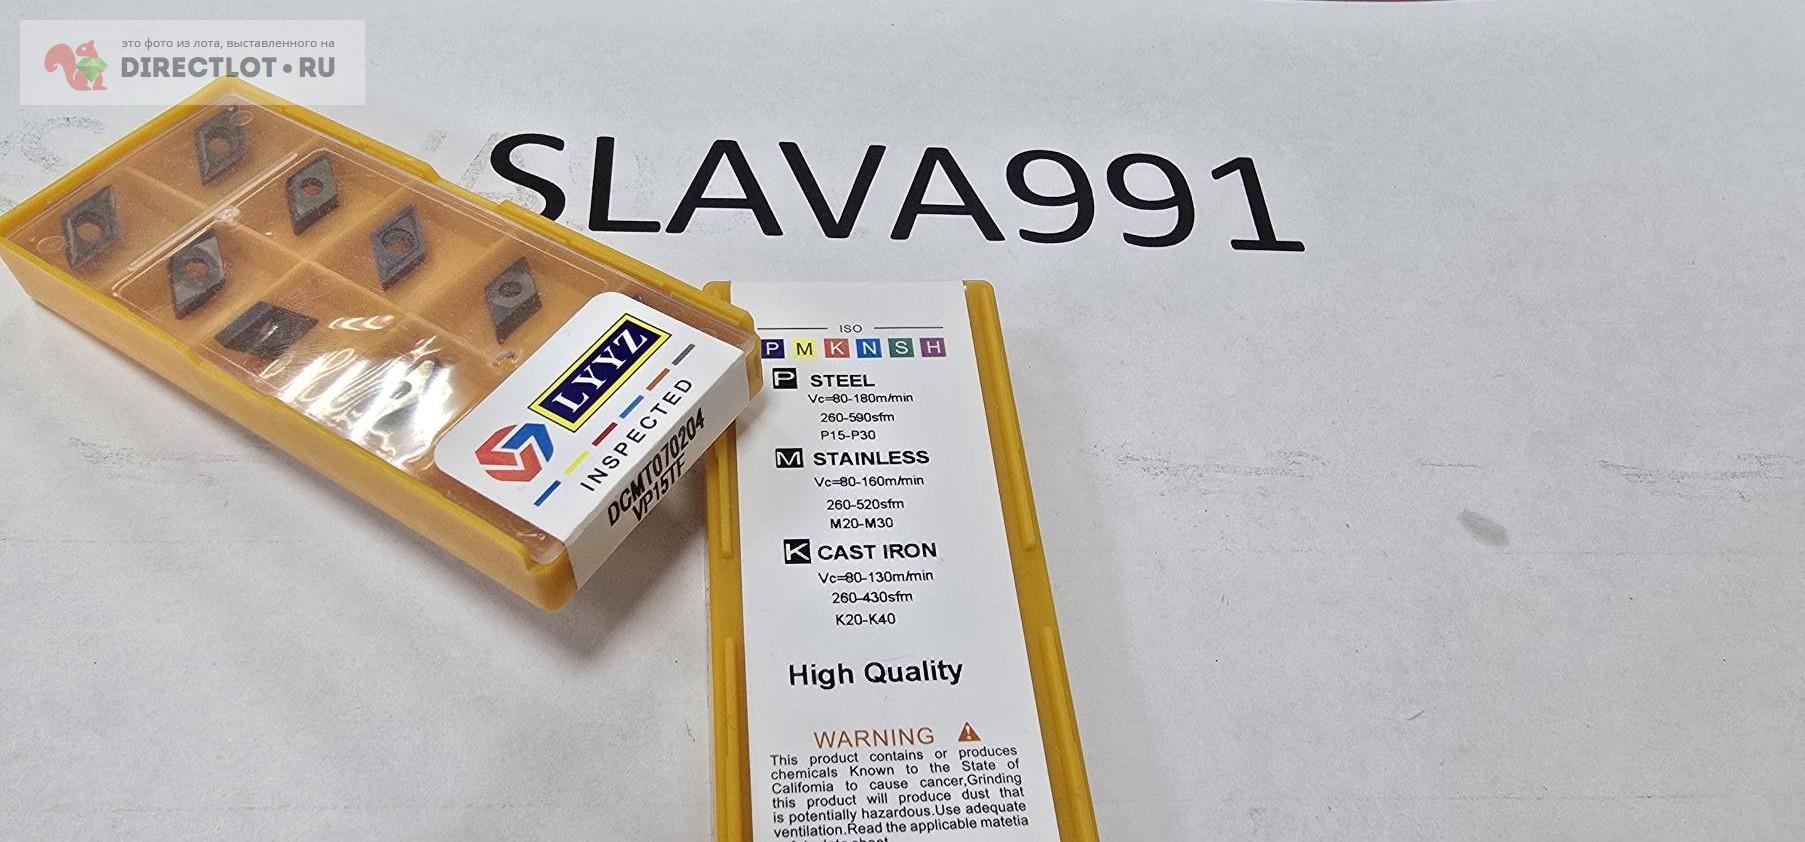 это фото из лота, выставленного на
DIRECTLOT•RU
SLAVA991
LYYZ
INSPECTED
DCMT070204
VP15TF
ISO
P M K N S H
P STEEL
Vc=80-180m/min
260-590sfm
P15-P30
M STAINLESS
Vc=80-160m/min
260-520sfm
M20-M30
K CAST IRON
Vc=80-130m/min
260-430sfm
K20-K40
High Quality
WARNING
This product contains or produces
chemicals Known to the State of
California to cause cancer,Grinding
this product will produce dust that
is potentially hazardous.Use adequate
ventilation.Read the applicable matetia